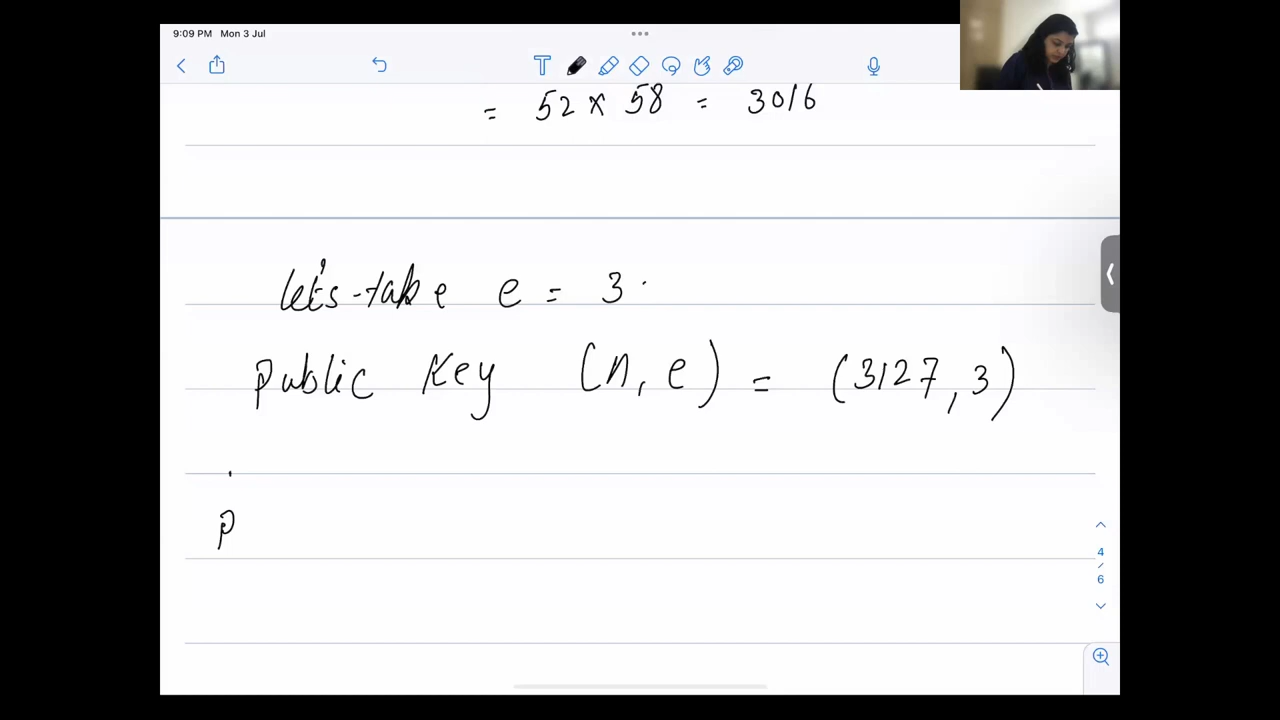 9:09 PM Mon 3 Jul
T
= 52 × 58 = 3016
let's take e = 3.
Public Key (n, e) = (3127, 3)
P
4
/
6